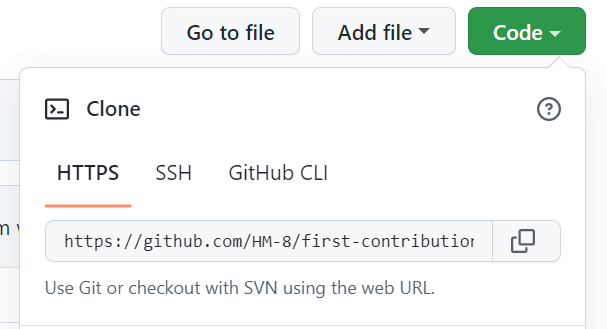 Go to file Add file Code
Clone
HTTPS SSH GitHub CLI
https://github.com/HM-8/first-contribution
Use Git or checkout with SVN using the web URL.